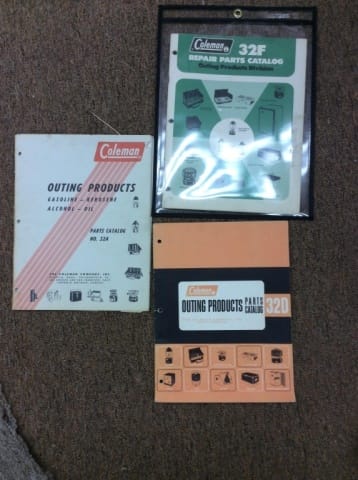 Coleman
32F
REPAIR PARTS CATALOG
Outing Products Division
Coleman
OUTING PRODUCTS
GASOLINE - KEROSENE
ALCOHOL - OIL
PARTS CATALOG
NO. 32A
THE COLEMAN COMPANY, INC.
Coleman
OUTING PRODUCTS
PARTS
CATALOG
32D